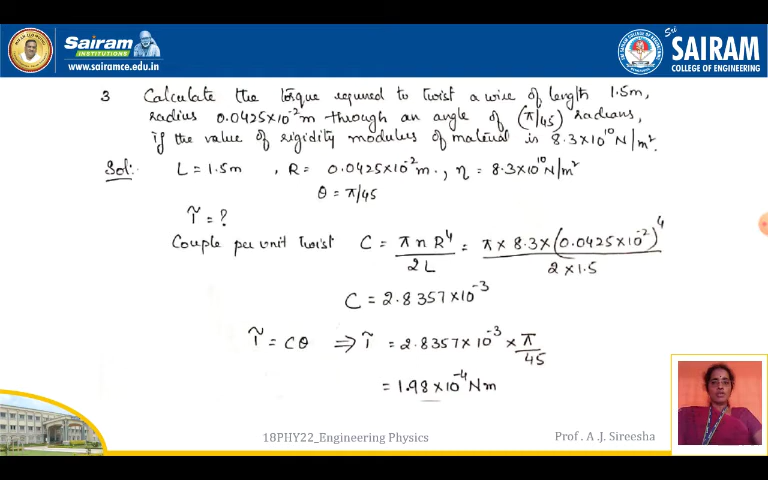 Sairam
INSTITUTIONS
www.sairamce.edu.in
Sri
SAIRAM
COLLEGE OF ENGINEERING
3 Calculate the torque required to twist a wire of length 1.5m,
radius 0.0425×10⁻² m through an angle of (π/45) radians,
if the value of rigidity modulus of material is 8.3×10¹⁰ N/m².
Sol: L = 1.5m , R = 0.0425×10⁻² m. , η = 8.3×10¹⁰ N/m²
θ = π/45
τ = ?
Couple per unit twist C = π n R⁴ / 2L = π × 8.3 × (0.0425×10⁻²)⁴ / 2 × 1.5
C = 2.8357×10⁻³
τ = Cθ ⟹ τ = 2.8357×10⁻³ × π/45
= 1.98×10⁻⁴ Nm
18PHY22_Engineering Physics
Prof . A .J. Sireesha